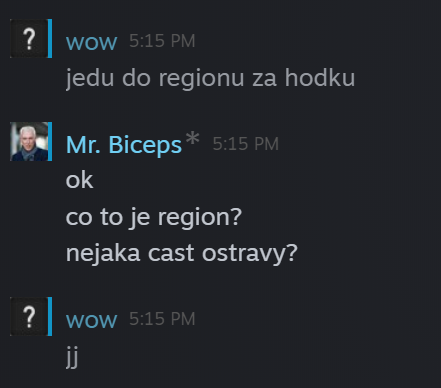 ?
wow 5:15 PM
jedu do regionu za hodku
Mr. Biceps* 5:15 PM
ok
co to je region?
nejaka cast ostravy?
?
wow 5:15 PM
jj